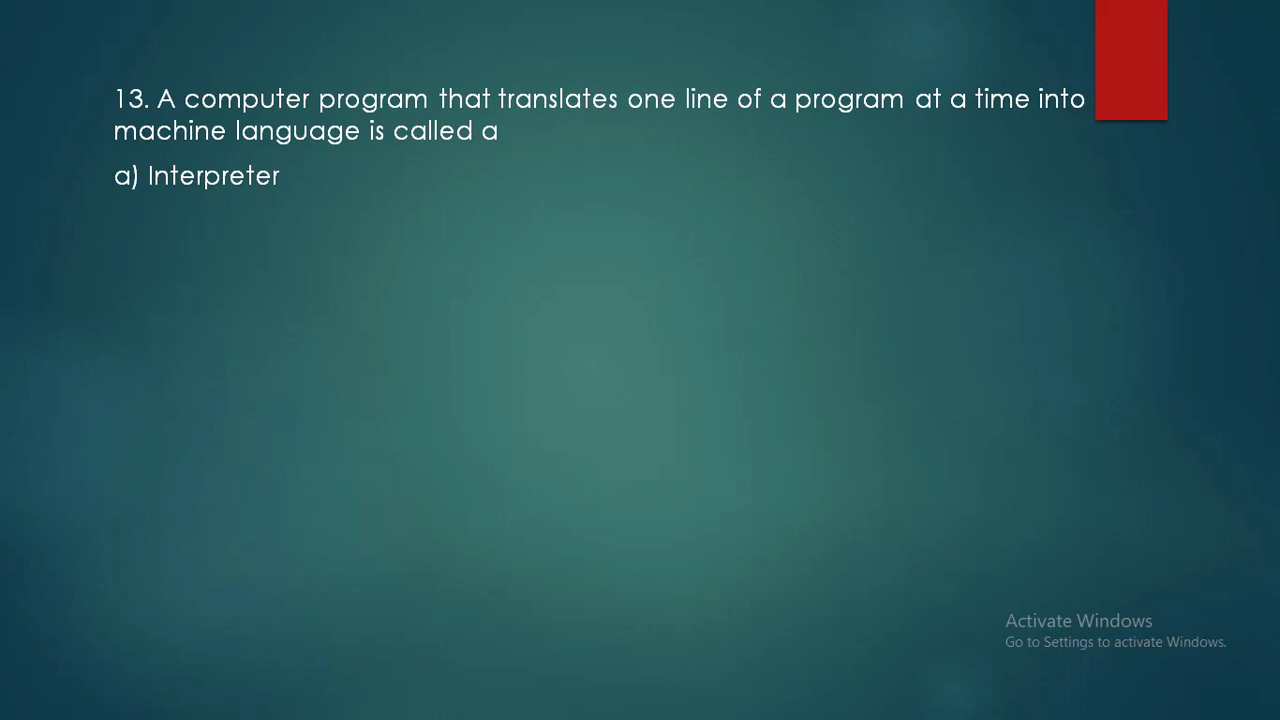 13. A computer program that translates one line of a program at a time into
machine language is called a
a) Interpreter
Activate Windows
Go to Settings to activate Windows.